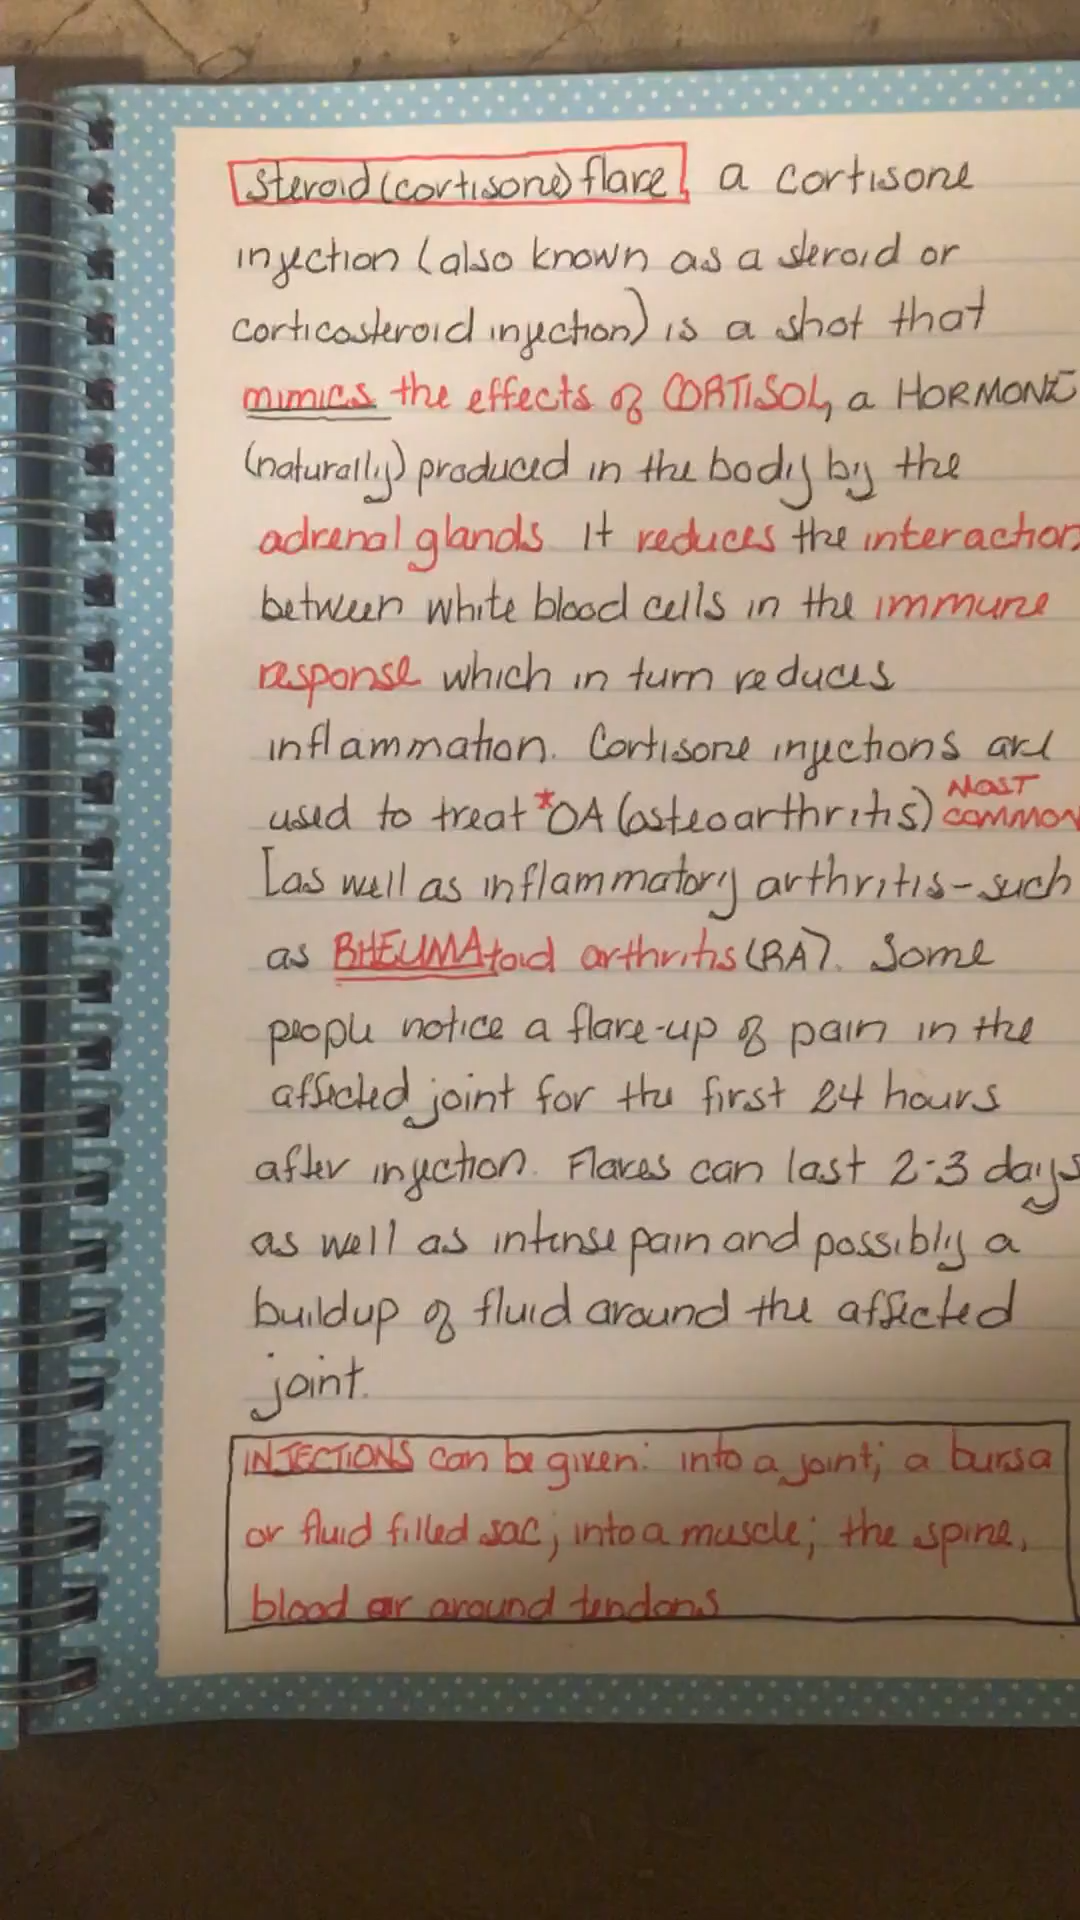 steroid (cortisone) flare, a cortisone
injection (also known as a steroid or
corticosteroid injection) is a shot that
mimics the effects of CORTISOL, a HORMONE
(naturally) produced in the body by the
adrenal glands. It reduces the interaction
between white blood cells in the immune
response which in turn reduces
inflammation. Cortisone injections are
used to treat *OA (osteoarthritis) MOST COMMON
[as well as inflammatory arthritis - such
as RHEUMAtoid arthritis (RA)]. Some
people notice a flare-up of pain in the
affected joint for the first 24 hours
after injection. Flares can last 2-3 days
as well as intense pain and possibly a
buildup of fluid around the affected
joint.
INJECTIONS can be given: into a joint; a bursa
or fluid filled sac; into a muscle; the spine,
blood or around tendons